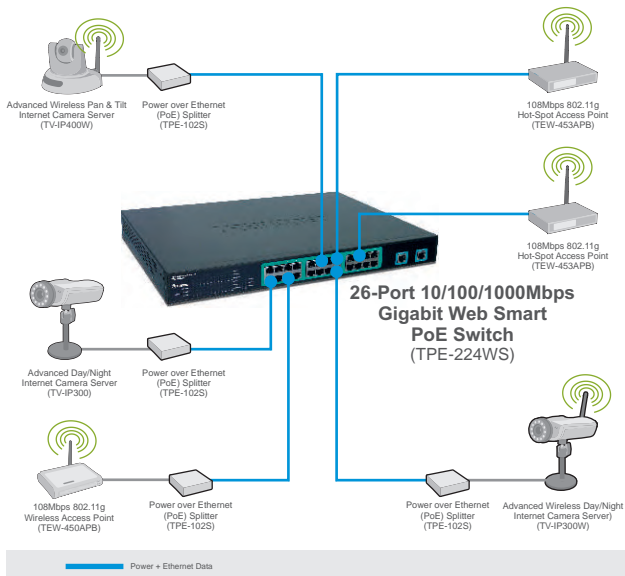 Advanced Wireless Pan & Tilt
Internet Camera Server
(TV-IP400W)
Power over Ethernet
(PoE) Splitter
(TPE-102S)
108Mbps 802.11g
Hot-Spot Access Point
(TEW-453APB)
108Mbps 802.11g
Hot-Spot Access Point
(TEW-453APB)
26-Port 10/100/1000Mbps
Gigabit Web Smart
PoE Switch
(TPE-224WS)
Advanced Day/Night
Internet Camera Server
(TV-IP300)
Power over Ethernet
(PoE) Splitter
(TPE-102S)
108Mbps 802.11g
Wireless Access Point
(TEW-450APB)
Power over Ethernet
(PoE) Splitter
(TPE-102S)
Power over Ethernet
(PoE) Splitter
(TPE-102S)
Advanced Wireless Day/Night
Internet Camera Server)
(TV-IP300W)
Power + Ethernet Data